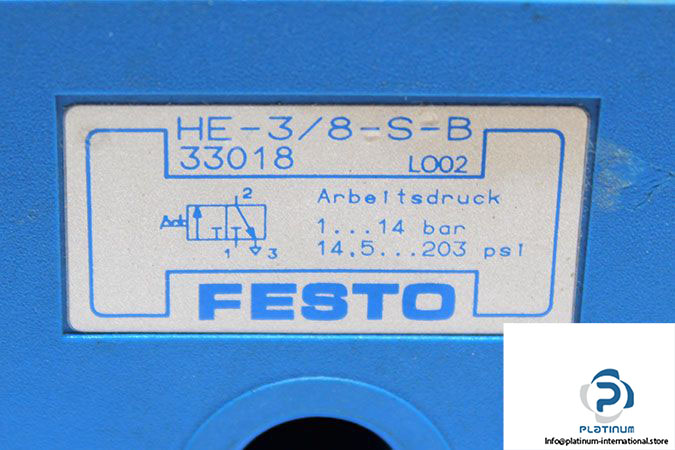 HE-3/8-S-B
33018 LOO2
2
1 3
Arbeitsdruck
1...14 bar
14,5...203 psi
FESTO
P
PLATINUM
Info@platinum-international.store